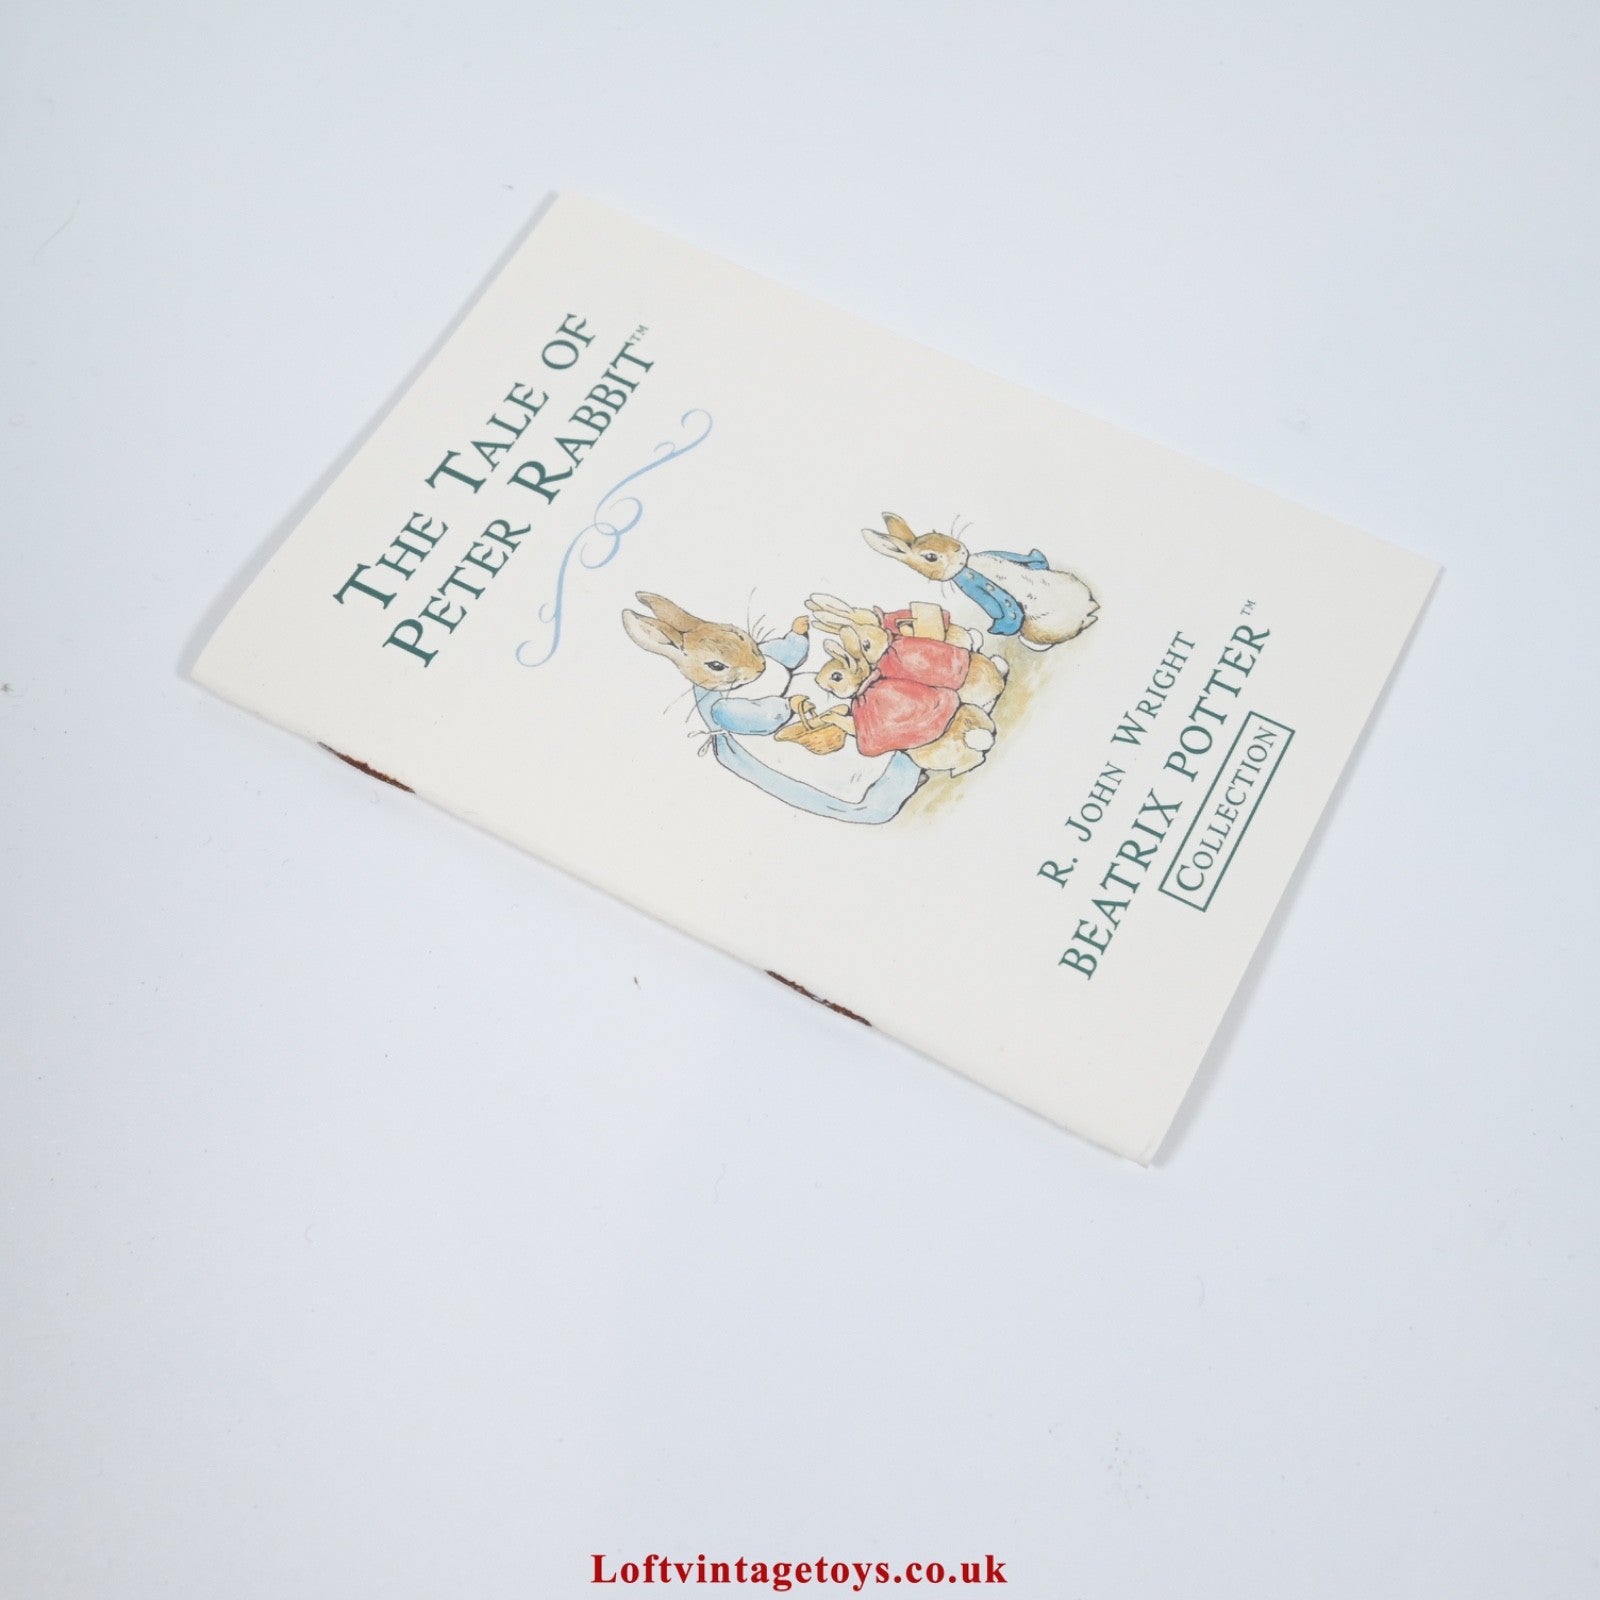 THE TALE OF
PETER RABBIT™
R. JOHN WRIGHT
BEATRIX POTTER™
COLLECTION
Loftvintagetoys.co.uk